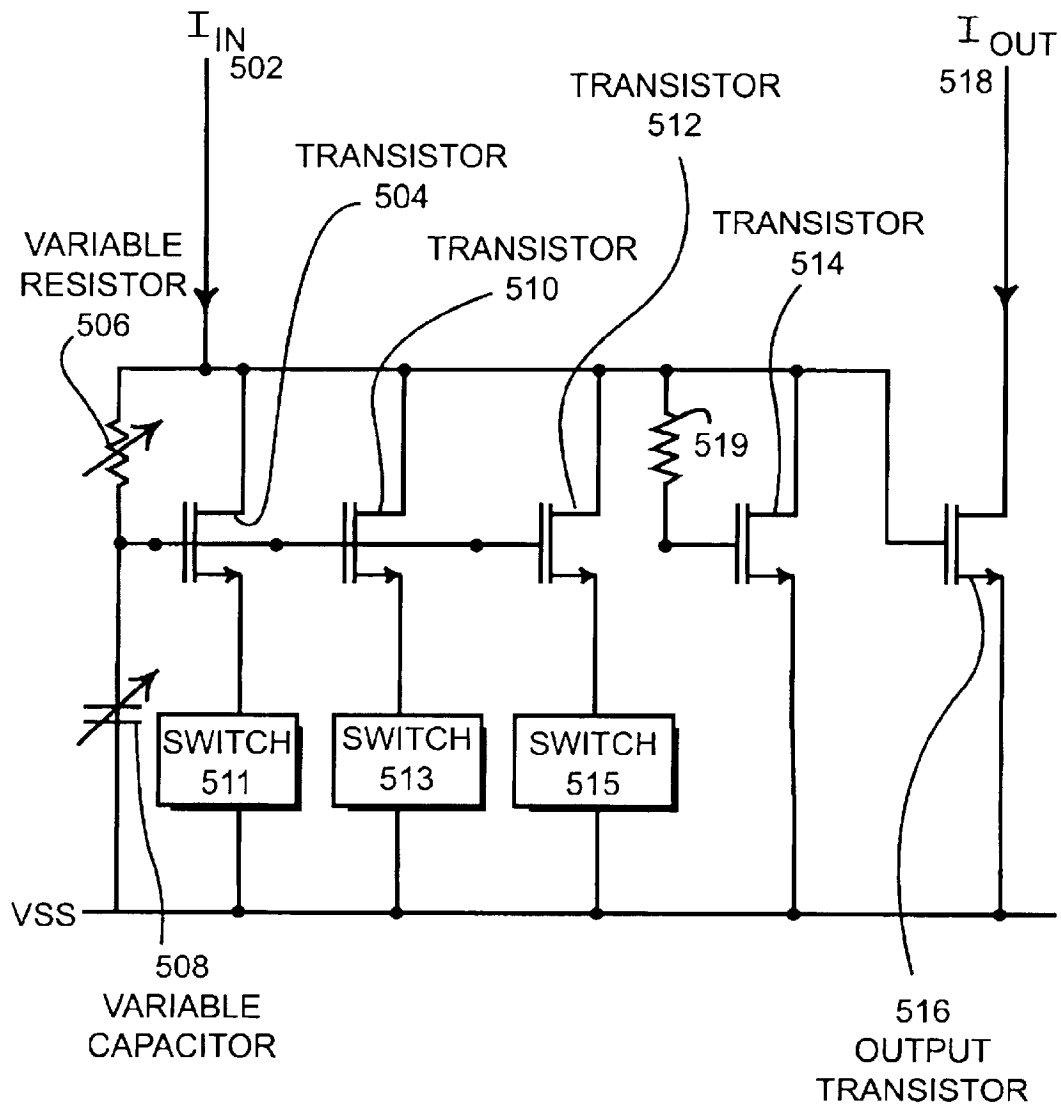 I IN
502
I OUT
518
TRANSISTOR
512
TRANSISTOR
504
TRANSISTOR
514
VARIABLE
RESISTOR
506
TRANSISTOR
510
519
SWITCH
511
SWITCH
513
SWITCH
515
VSS
508
VARIABLE
CAPACITOR
516
OUTPUT
TRANSISTOR